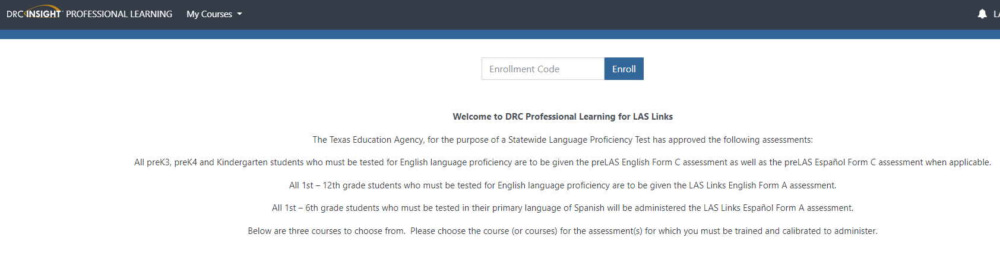 DRC INSIGHT PROFESSIONAL LEARNING My Courses
Enrollment Code Enroll
Welcome to DRC Professional Learning for LAS Links
The Texas Education Agency, for the purpose of a Statewide Language Proficiency Test has approved the following assessments:
All preK3, preK4 and Kindergarten students who must be tested for English language proficiency are to be given the preLAS English Form C assessment as well as the preLAS Español Form C assessment when applicable.
All 1st – 12th grade students who must be tested for English language proficiency are to be given the LAS Links English Form A assessment.
All 1st – 6th grade students who must be tested in their primary language of Spanish will be administered the LAS Links Español Form A assessment.
Below are three courses to choose from.  Please choose the course (or courses) for the assessment(s) for which you must be trained and calibrated to administer.